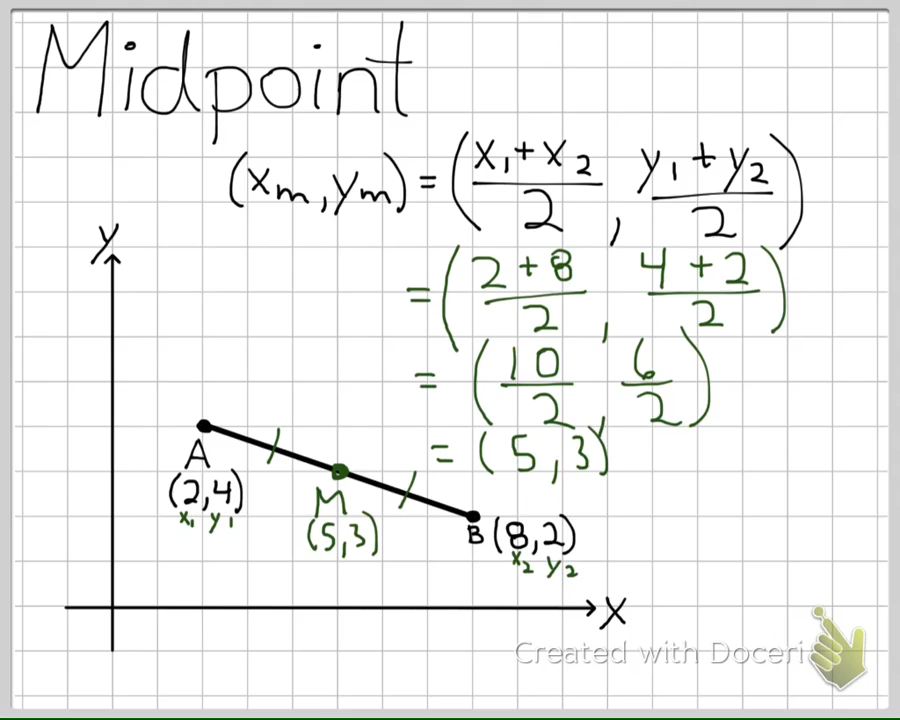 Midpoint
(xₘ, yₘ) = ((x₁ + x₂)/2, (y₁ + y₂)/2)
= ((2 + 8)/2, (4 + 2)/2)
= (10/2, 6/2)
= (5, 3)
y
A
(2,4)
x₁ y₁
M
(5,3)
B (8,2)
x₂ y₂
x
Created with Doceri